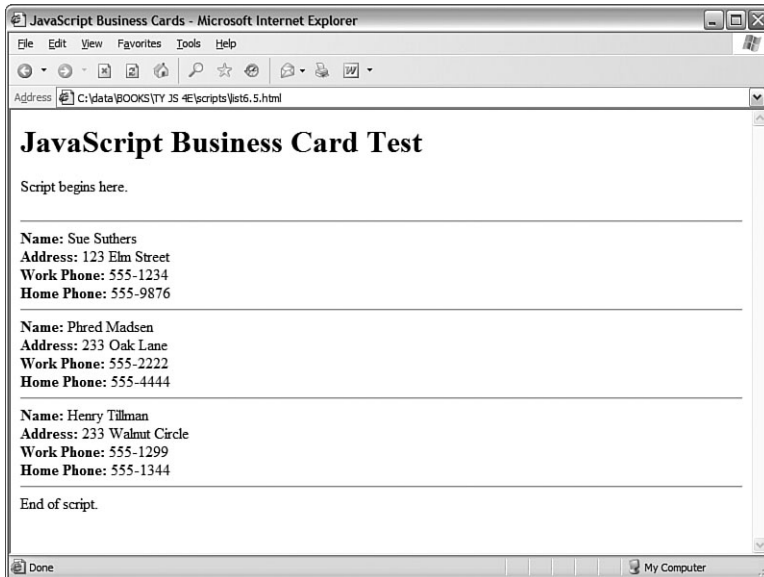 JavaScript Business Cards - Microsoft Internet Explorer
File Edit View Favorites Tools Help
Address C:\data\BOOKS\TY JS 4E\scripts\list6.5.html
JavaScript Business Card Test
Script begins here.
Name: Sue Suthers
Address: 123 Elm Street
Work Phone: 555-1234
Home Phone: 555-9876
Name: Phred Madsen
Address: 233 Oak Lane
Work Phone: 555-2222
Home Phone: 555-4444
Name: Henry Tillman
Address: 233 Walnut Circle
Work Phone: 555-1299
Home Phone: 555-1344
End of script.
Done My Computer